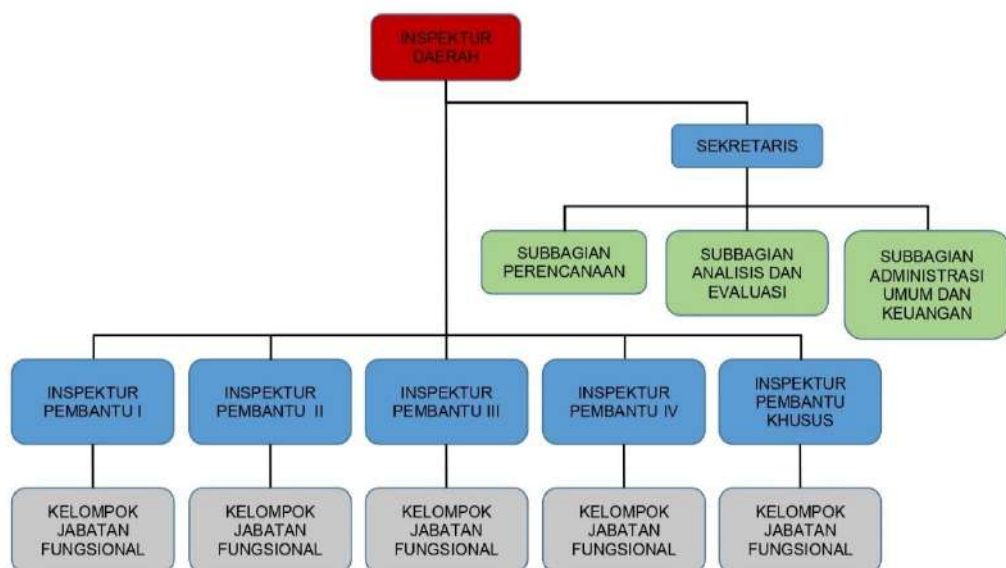 INSPEKTUR
DAERAH
SEKRETARIS
SUBBAGIAN
PERENCANAAN
SUBBAGIAN
ANALISIS DAN
EVALUASI
SUBBAGIAN
ADMINISTRASI
UMUM DAN
KEUANGAN
INSPEKTUR
PEMBANTU I
INSPEKTUR
PEMBANTU II
INSPEKTUR
PEMBANTU III
INSPEKTUR
PEMBANTU IV
INSPEKTUR
PEMBANTU
KHUSUS
KELOMPOK
JABATAN
FUNGSIONAL
KELOMPOK
JABATAN
FUNGSIONAL
KELOMPOK
JABATAN
FUNGSIONAL
KELOMPOK
JABATAN
FUNGSIONAL
KELOMPOK
JABATAN
FUNGSIONAL